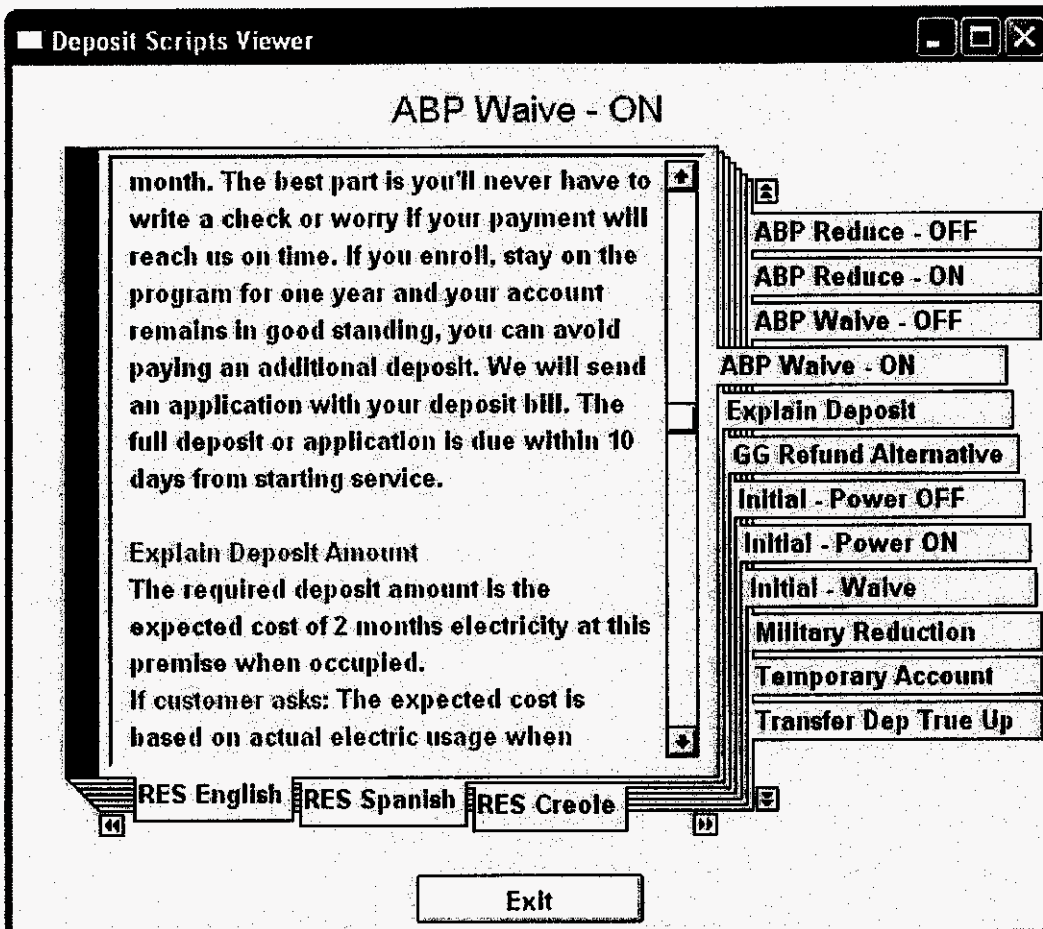 Deposit Scripts Viewer
ABP Waive - ON
month. The best part is you'll never have to
write a check or worry if your payment will
reach us on time. If you enroll, stay on the
program for one year and your account
remains in good standing, you can avoid
paying an additional deposit. We will send
an application with your deposit bill. The
full deposit or application is due within 10
days from starting service.
Explain Deposit Amount
The required deposit amount is the
expected cost of 2 months electricity at this
premise when occupied.
If customer asks: The expected cost is
based on actual electric usage when
ABP Reduce - OFF
ABP Reduce - ON
ABP Waive - OFF
ABP Waive - ON
Explain Deposit
GG Refund Alternative
Initial - Power OFF
Initial - Power ON
Initial - Waive
Military Reduction
Temporary Account
Transfer Dep True Up
RES English
RES Spanish
RES Creole
Exit